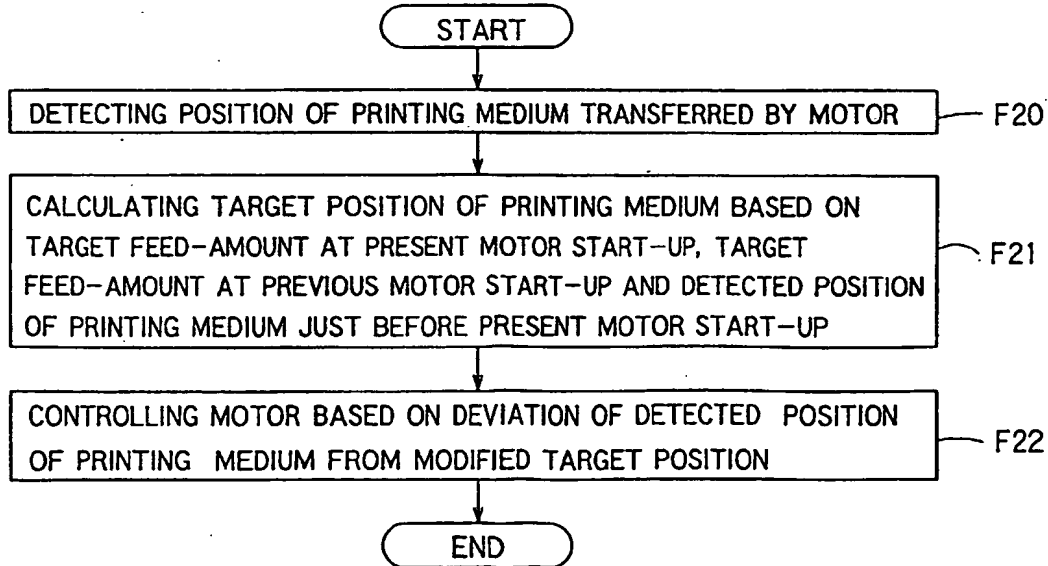 START
DETECTING POSITION OF PRINTING MEDIUM TRANSFERRED BY MOTOR
F20
CALCULATING TARGET POSITION OF PRINTING MEDIUM BASED ON
TARGET FEED-AMOUNT AT PRESENT MOTOR START-UP, TARGET
FEED-AMOUNT AT PREVIOUS MOTOR START-UP AND DETECTED POSITION
OF PRINTING MEDIUM JUST BEFORE PRESENT MOTOR START-UP
F21
CONTROLLING MOTOR BASED ON DEVIATION OF DETECTED POSITION
OF PRINTING MEDIUM FROM MODIFIED TARGET POSITION
F22
END